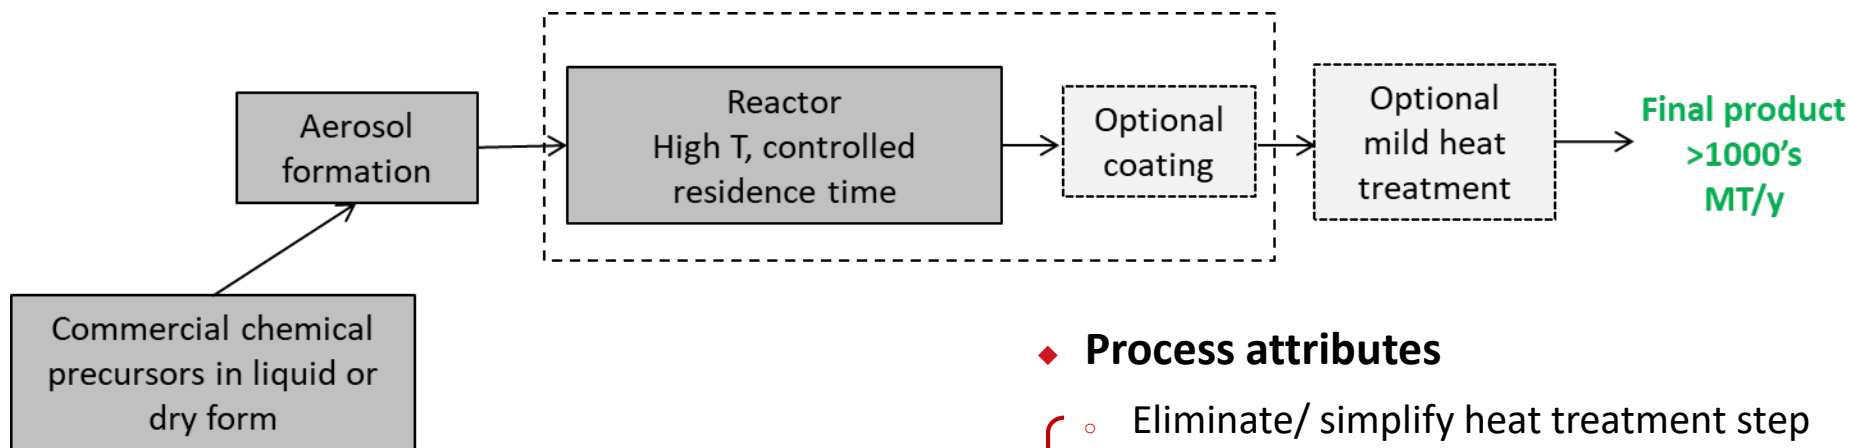 Aerosol
formation
Reactor
High T, controlled
residence time
Optional
coating
Optional
mild heat
treatment
Final product
>1000's
MT/y
Commercial chemical
precursors in liquid or
dry form
Process attributes
Eliminate/ simplify heat treatment step